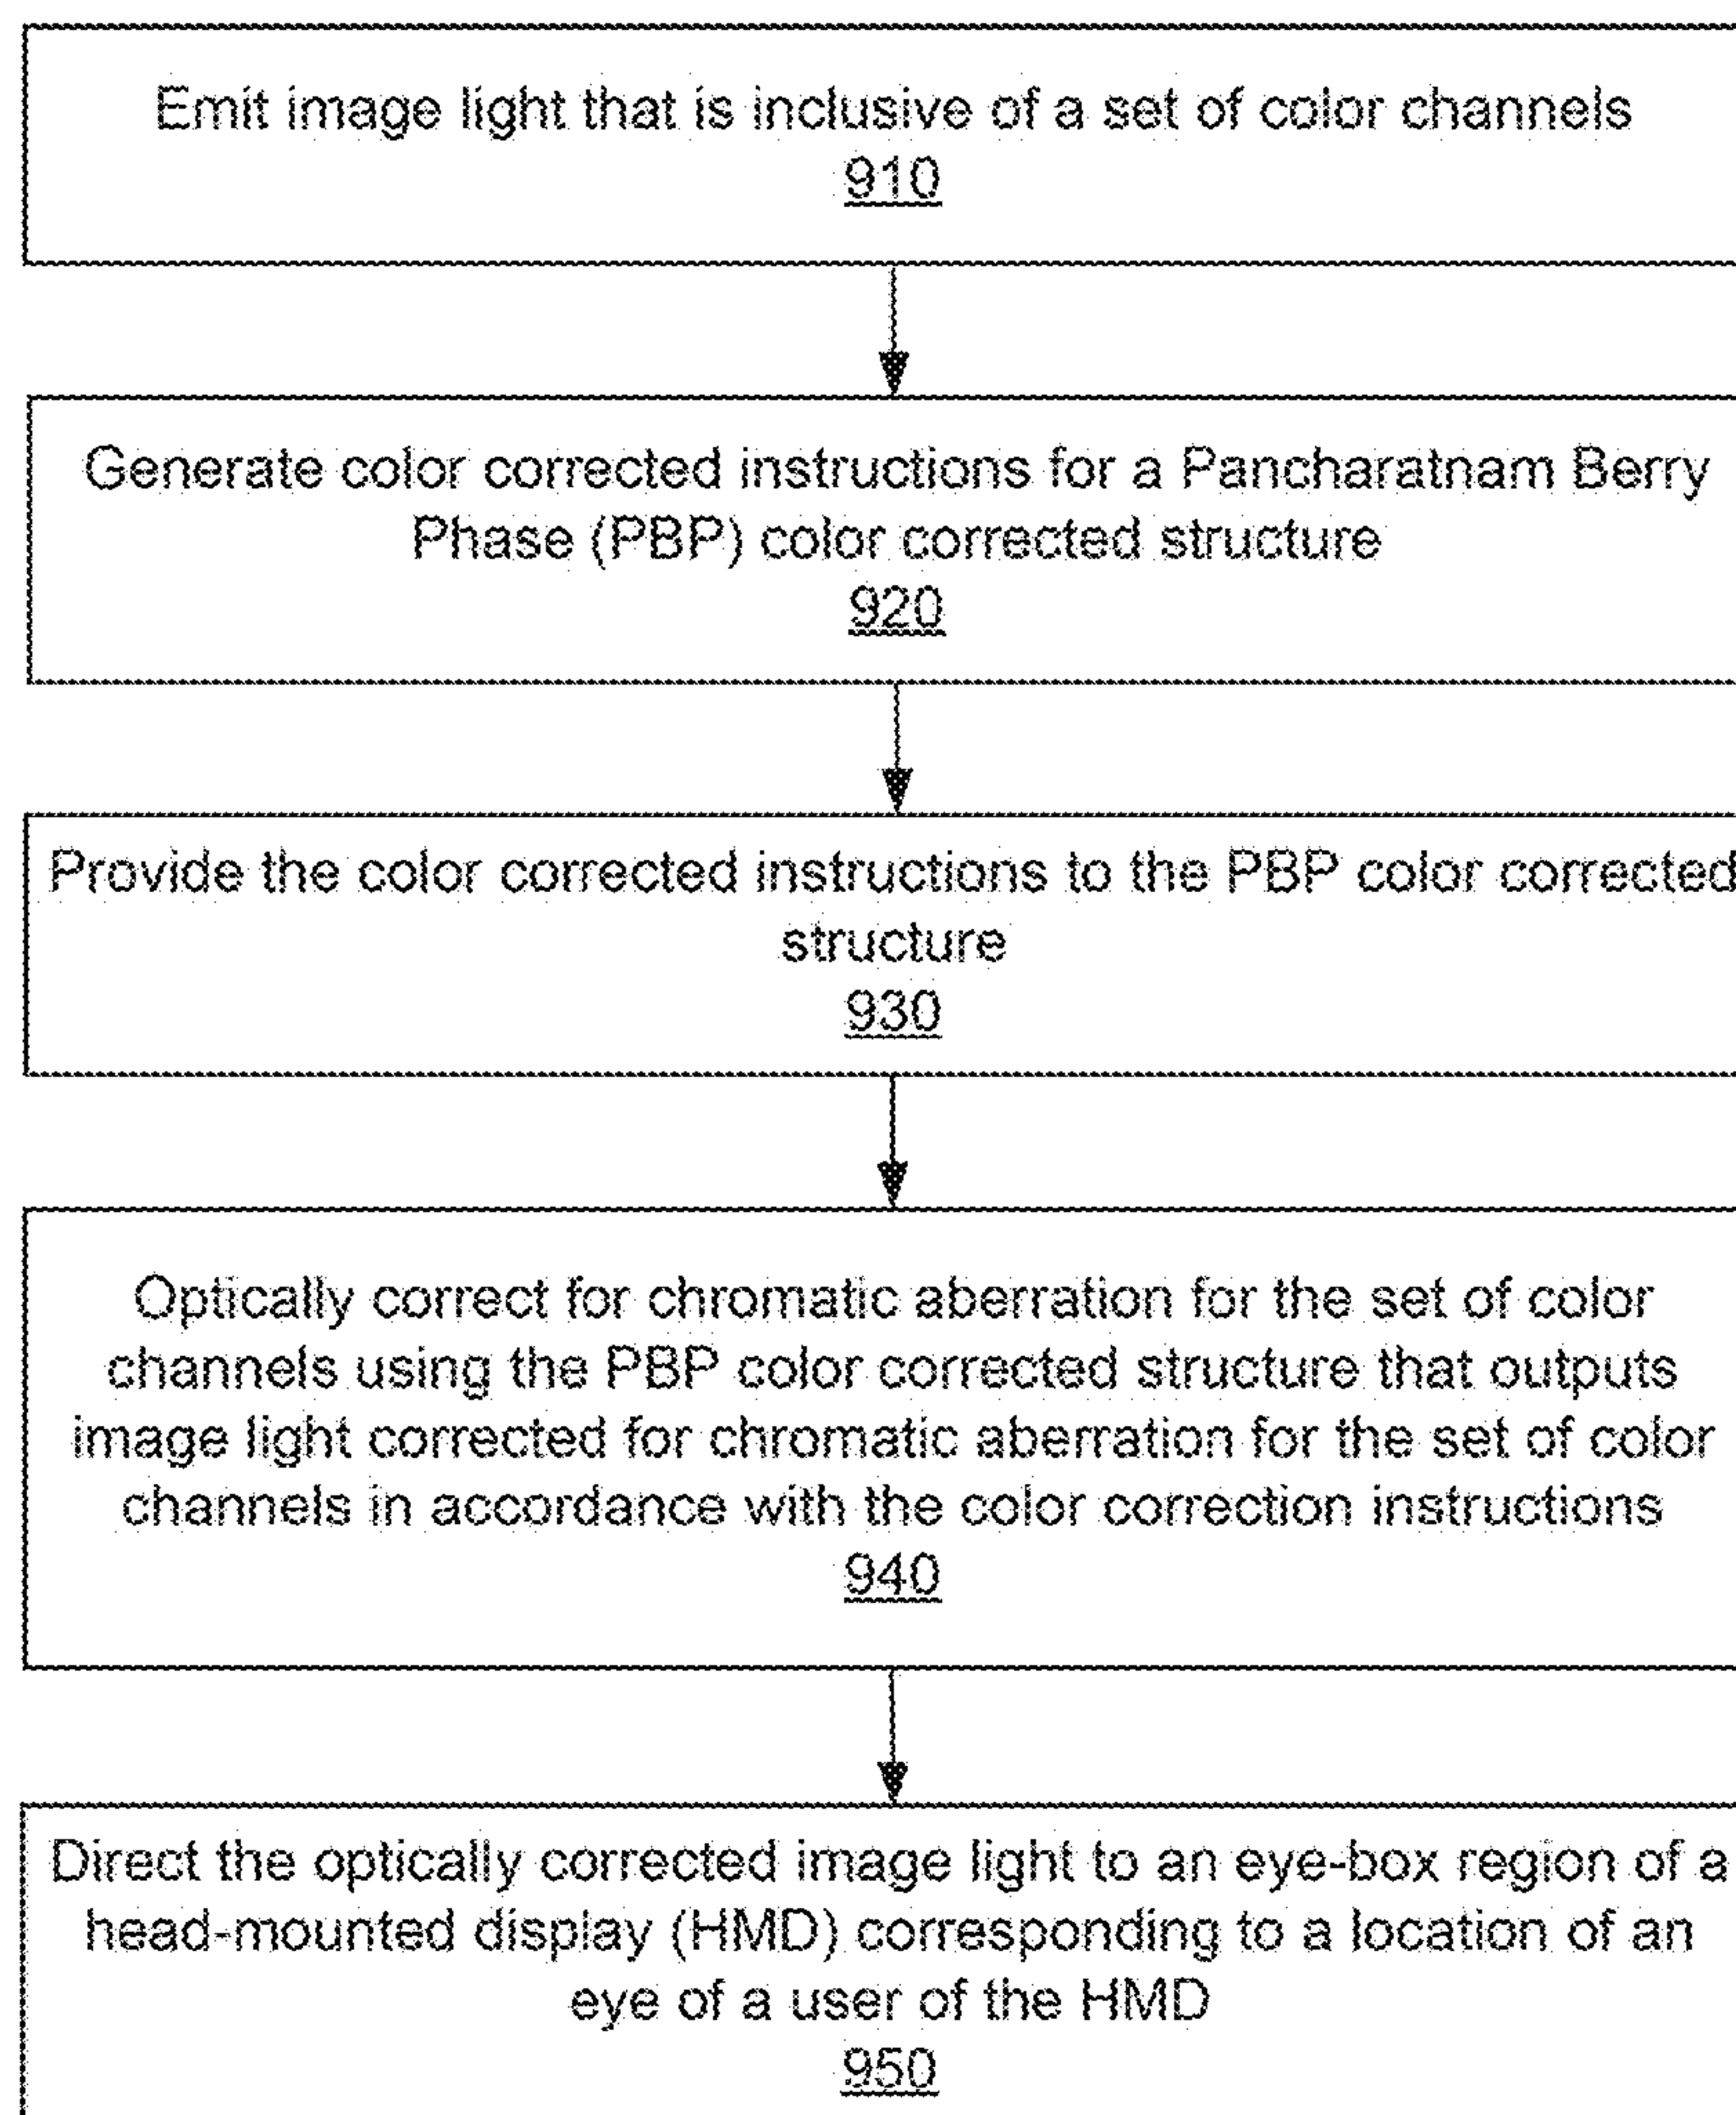 Emit image light that is inclusive of a set of color channels
910
Generate color corrected instructions for a Pancharatnam Berry
Phase (PBP) color corrected structure
920
Provide the color corrected instructions to the PBP color corrected
structure
930
Optically correct for chromatic aberration for the set of color
channels using the PBP color corrected structure that outputs
image light corrected for chromatic aberration for the set of color
channels in accordance with the color correction instructions
940
Direct the optically corrected image light to an eye-box region of a
head-mounted display (HMD) corresponding to a location of an
eye of a user of the HMD
950